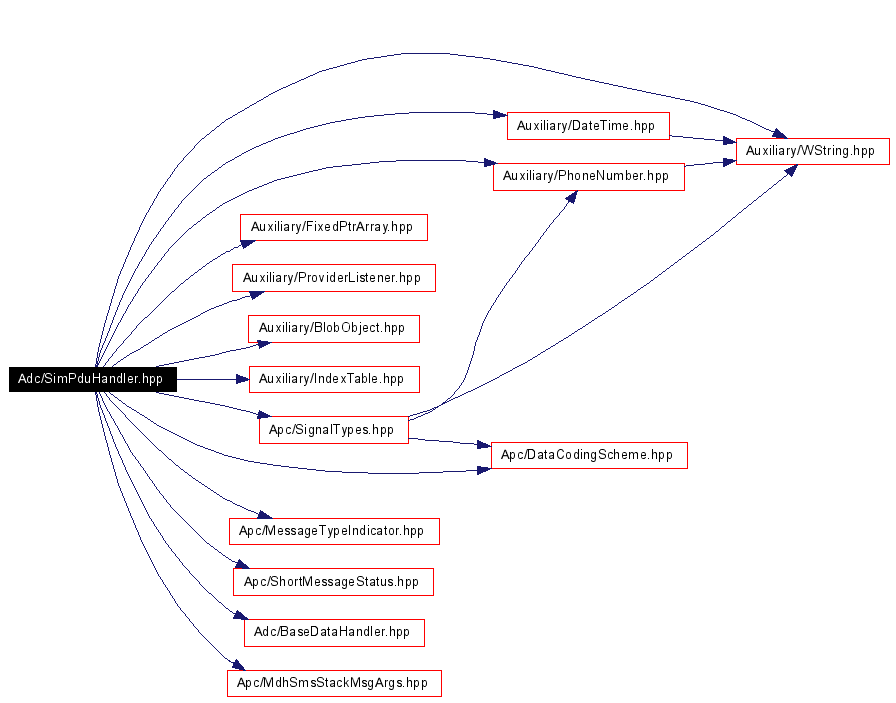 Auxiliary/DateTime.hpp
Auxiliary/WString.hpp
Auxiliary/PhoneNumber.hpp
Auxiliary/FixedPtrArray.hpp
Auxiliary/ProviderListener.hpp
Auxiliary/BlobObject.hpp
Adc/SimPduHandler.hpp
Auxiliary/IndexTable.hpp
Apc/SignalTypes.hpp
Apc/DataCodingScheme.hpp
Apc/MessageTypeIndicator.hpp
Apc/ShortMessageStatus.hpp
Adc/BaseDataHandler.hpp
Apc/MdhSmsStackMsgArgs.hpp